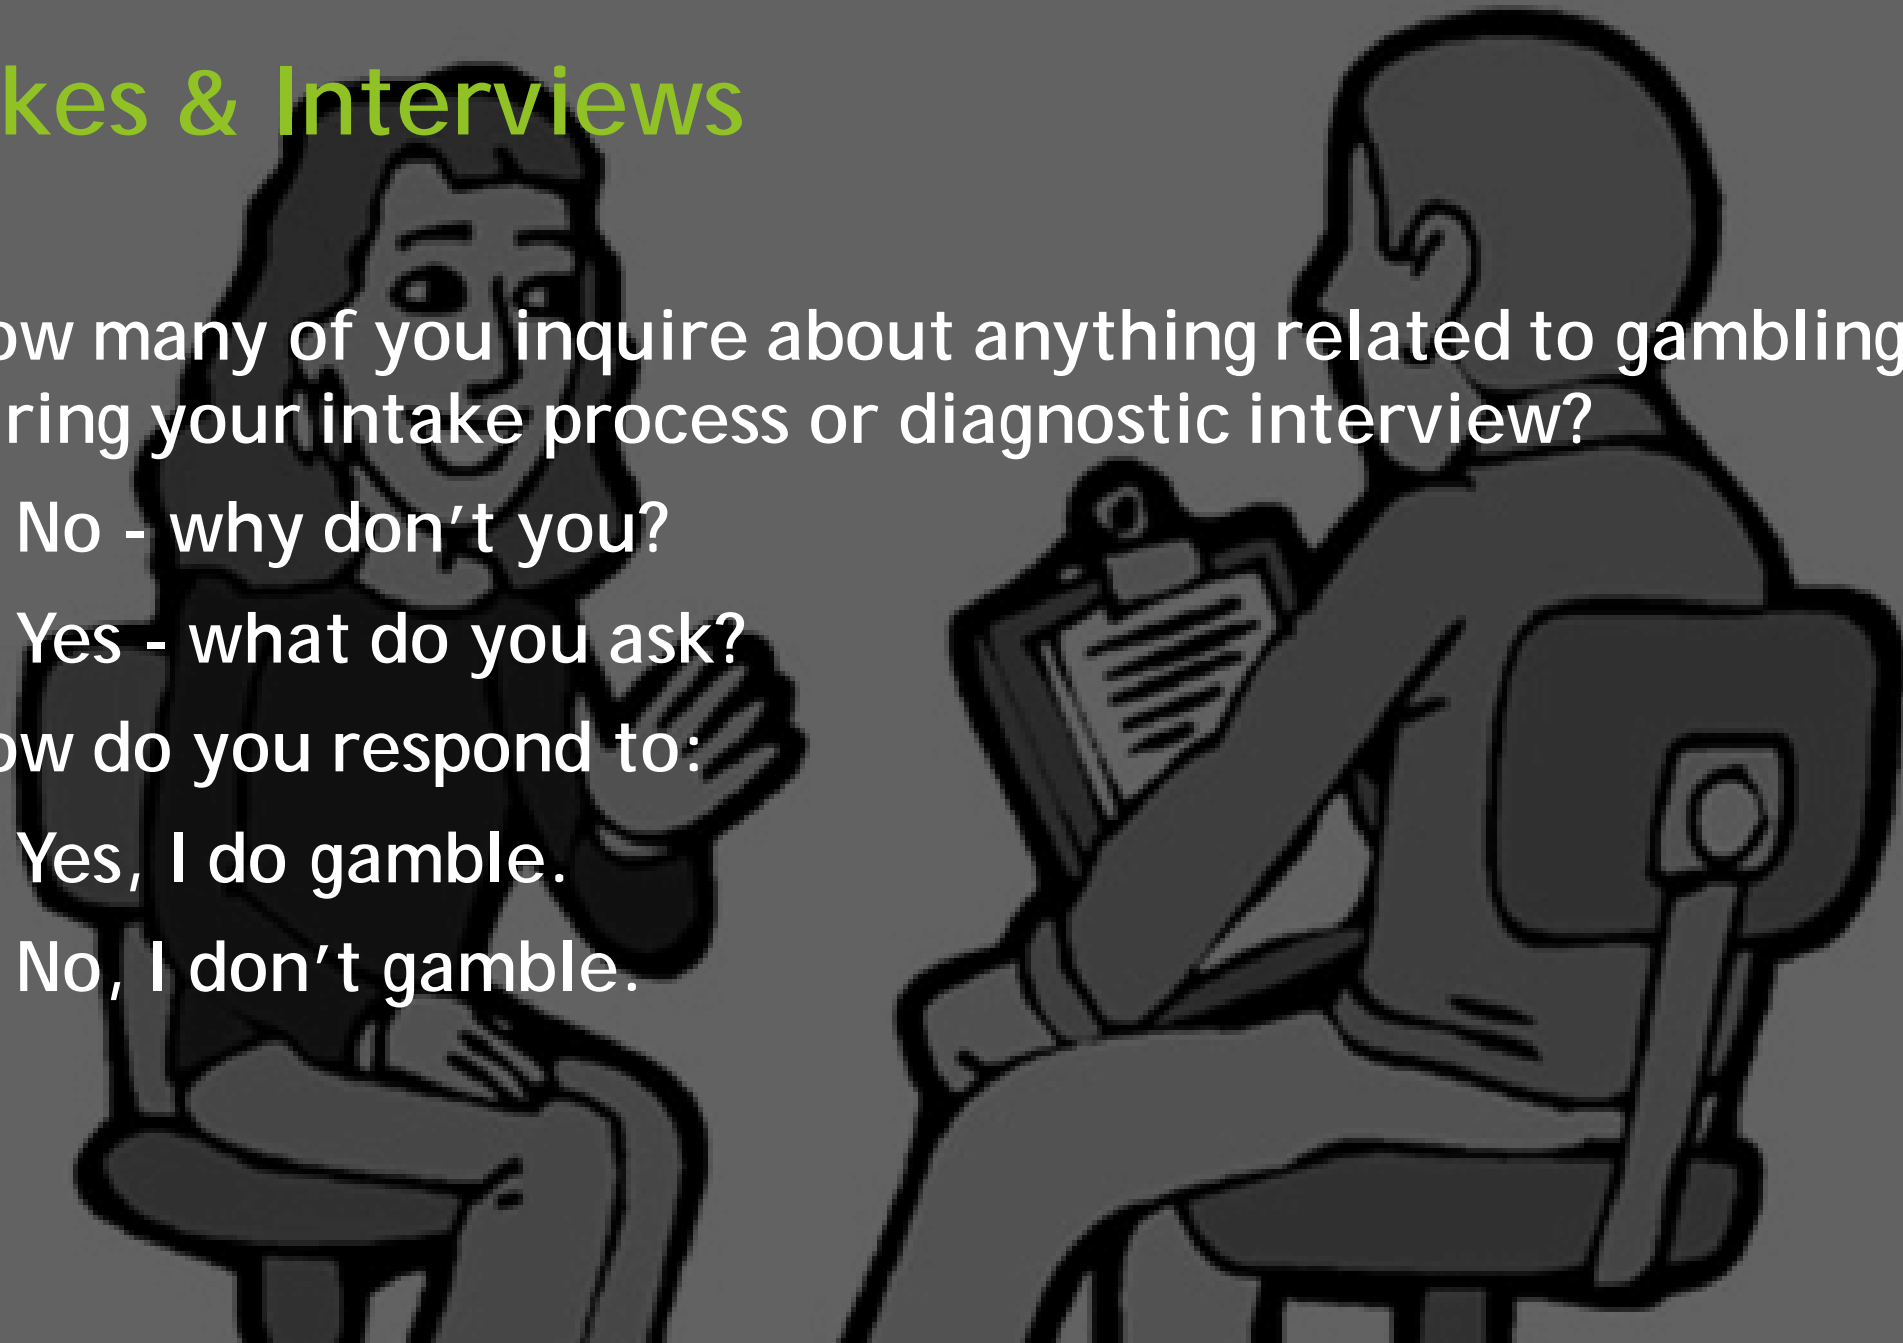 kes & Interviews
ow many of you inquire about anything related to gambling
ring your intake process or diagnostic interview?
No - why don't you?
Yes - what do you ask?
ow do you respond to:
Yes, I do gamble.
No, I don't gamble.